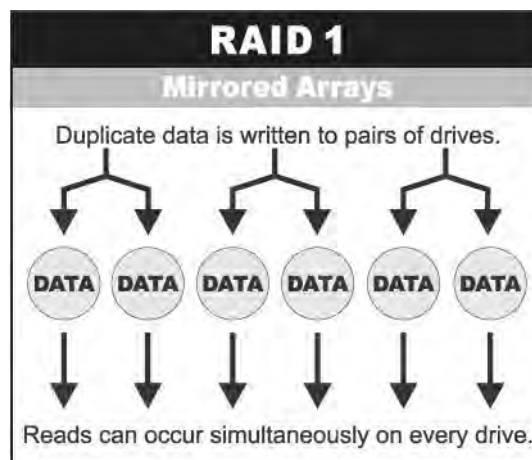 RAID 1
Mirrored Arrays
Duplicate data is written to pairs of drives.
DATA DATA DATA DATA DATA DATA
Reads can occur simultaneously on every drive.